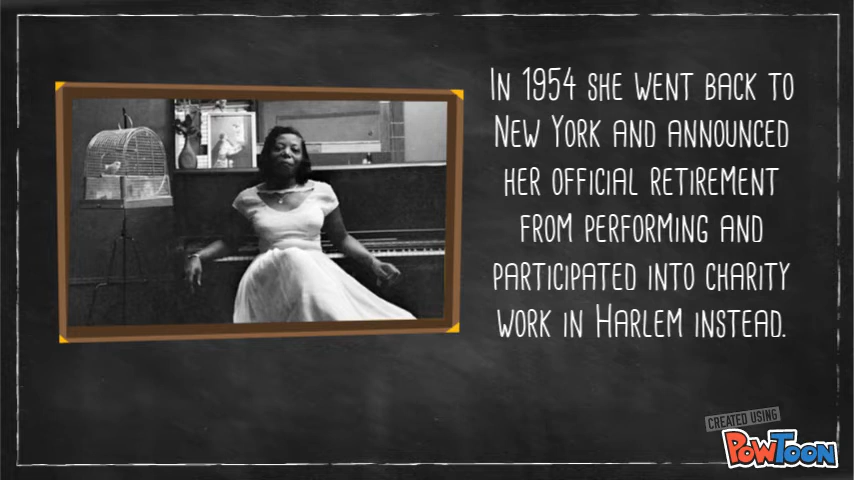 In 1954 she went back to
New York and announced
her official retirement
from performing and
participated into charity
work in Harlem instead.
CREATED USING
POWTOON